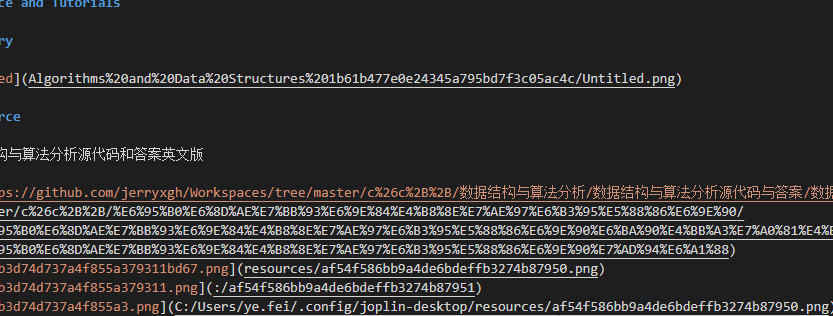 ce and Tutorials
ry
ed](Algorithms%20and%20Data%20Structures%201b61b477e0e24345a795bd7f3c05ac4c/Untitled.png)
rce
构与算法分析源代码和答案英文版
ps://github.com/jerryxgh/Workspaces/tree/master/c%26c%2B%2B/数据结构与算法分析/数据结构与算法分析源代码与答案/数据
er/c%26c%2B%2B/%E6%95%B0%E6%8D%AE%E7%BB%93%E6%9E%84%E4%B8%8E%E7%AE%97%E6%B3%95%E5%88%86%E6%9E%90/
95%B0%E6%8D%AE%E7%BB%93%E6%9E%84%E4%B8%8E%E7%AE%97%E6%B3%95%E5%88%86%E6%9E%90%E6%BA%90%E4%BB%A3%E7%A0%81%E4%B
95%B0%E6%8D%AE%E7%BB%93%E6%9E%84%E4%B8%8E%E7%AE%97%E6%B3%95%E5%88%86%E6%9E%90%E7%AD%94%E6%A1%88)
b3d74d737a4f855a379311bd67.png](resources/af54f586bb9a4de6bdeffb3274b87950.png)
b3d74d737a4f855a379311.png](:/af54f586bb9a4de6bdeffb3274b87951)
b3d74d737a4f855a3.png](C:/Users/ye.fei/.config/joplin-desktop/resources/af54f586bb9a4de6bdeffb3274b87950.png)